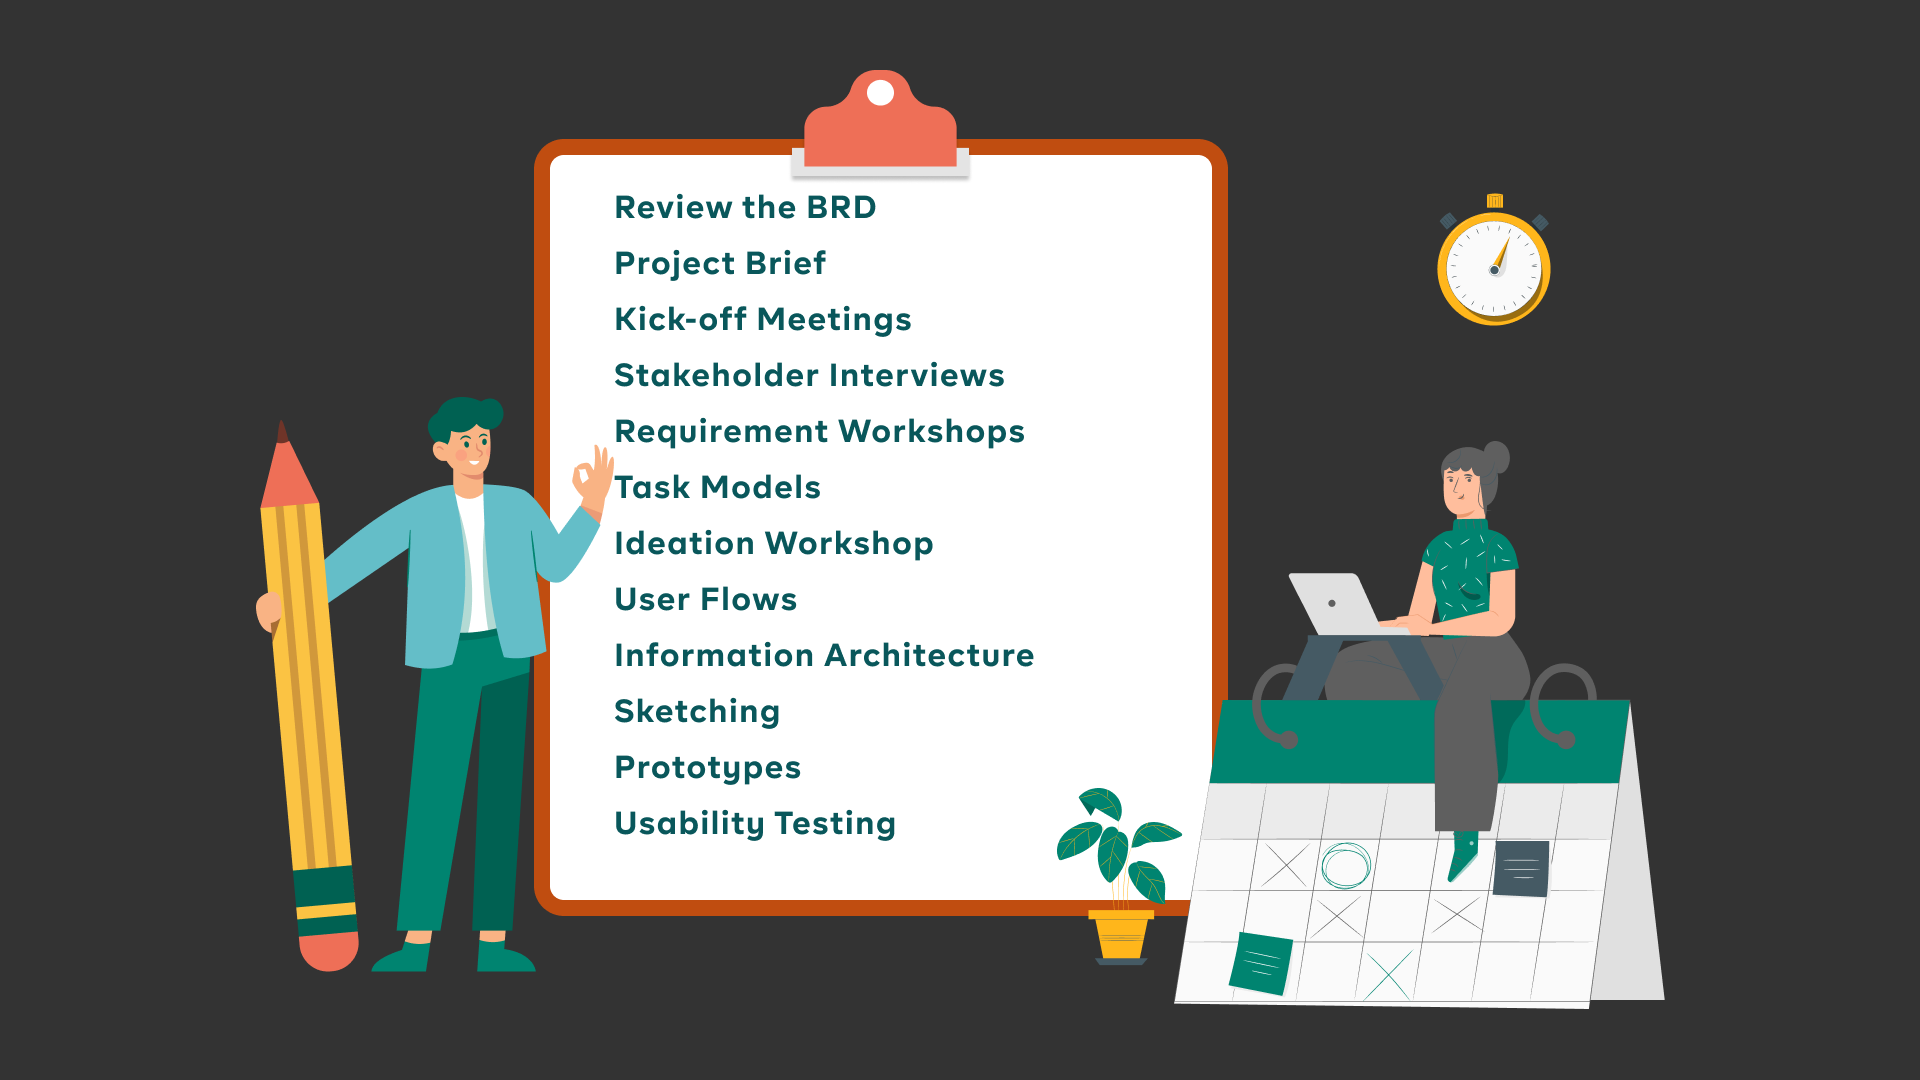 Review the BRD
Project Brief
Kick-off Meetings
Stakeholder Interviews
Requirement Workshops
Task Models
Ideation Workshop
User Flows
Information Architecture
Sketching
Prototypes
Usability Testing